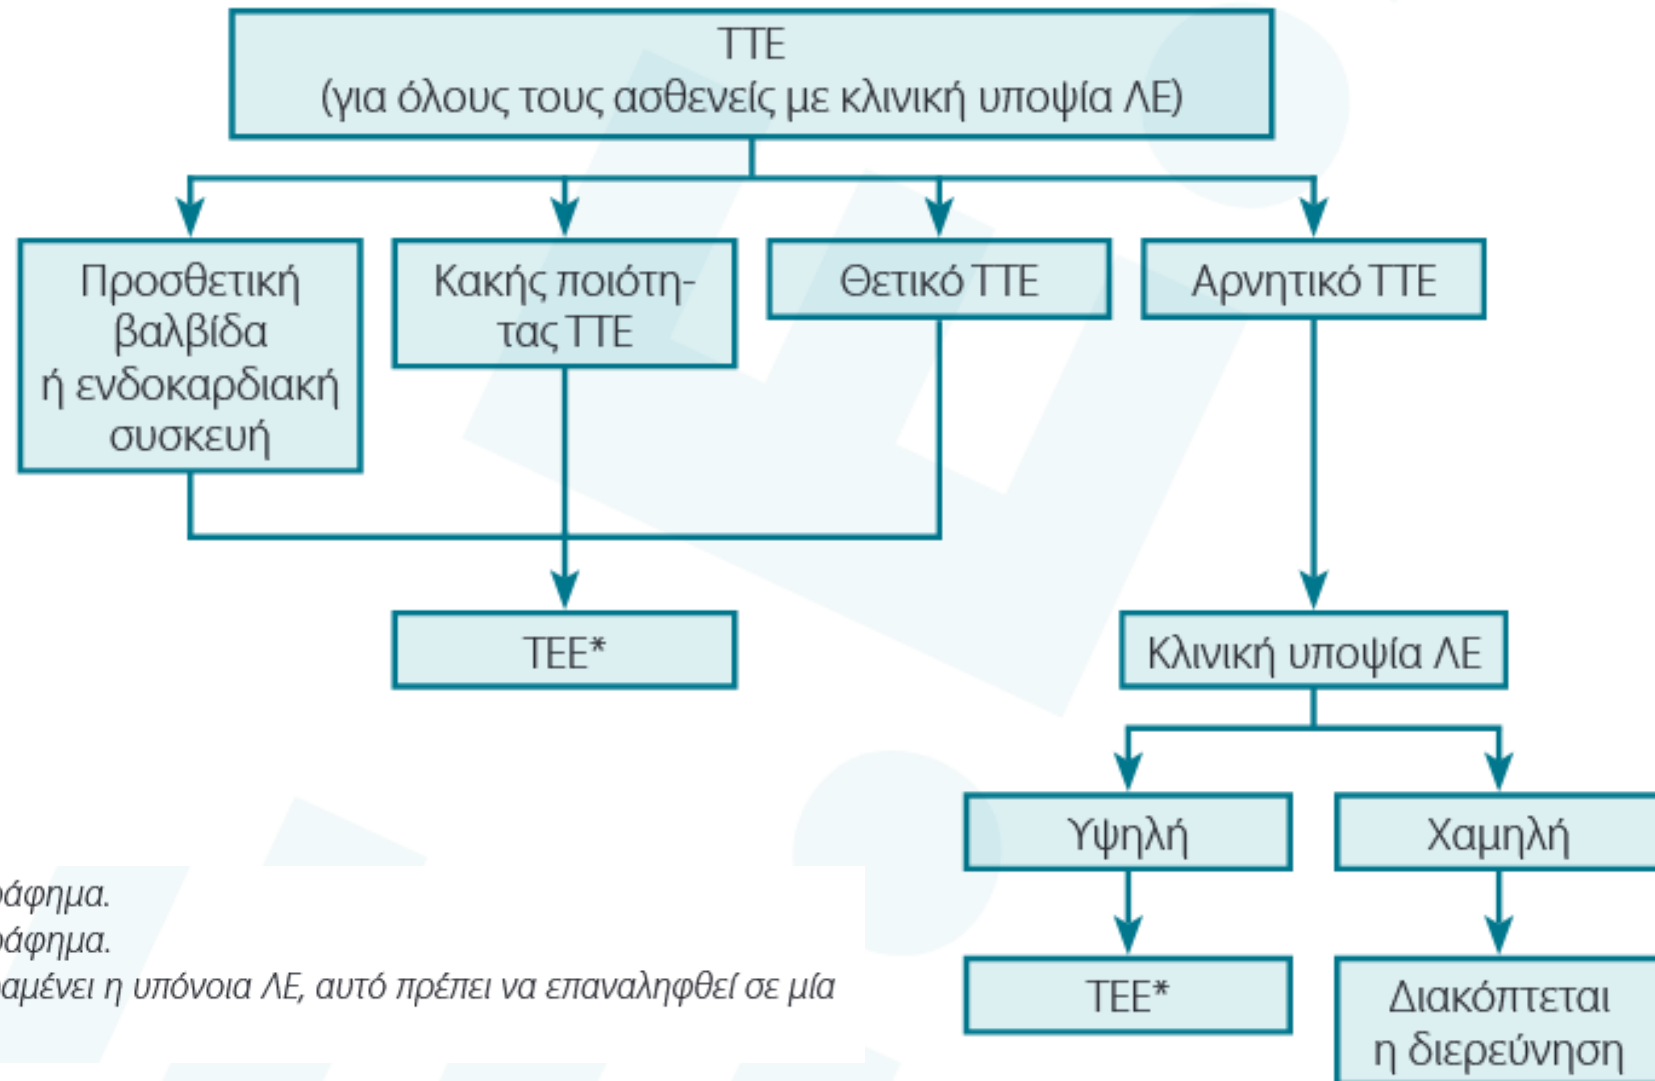 TTE
(για όλους τους ασθενείς με κλινική υποψία ΛΕ)
Προσθετική
βαλβίδα
ή ενδοκαρδιακή
συσκευή
Κακής ποιότη-
τας TTE
Θετικό TTE
Αρνητικό TTE
TEE*
Κλινική υποψία ΛΕ
Υψηλή
Χαμηλή
TEE*
Διακόπτεται
η διερεύνηση
ράφημα.
ράφημα.
αμένει η υπόνοια ΛΕ, αυτό πρέπει να επαναληφθεί σε μία